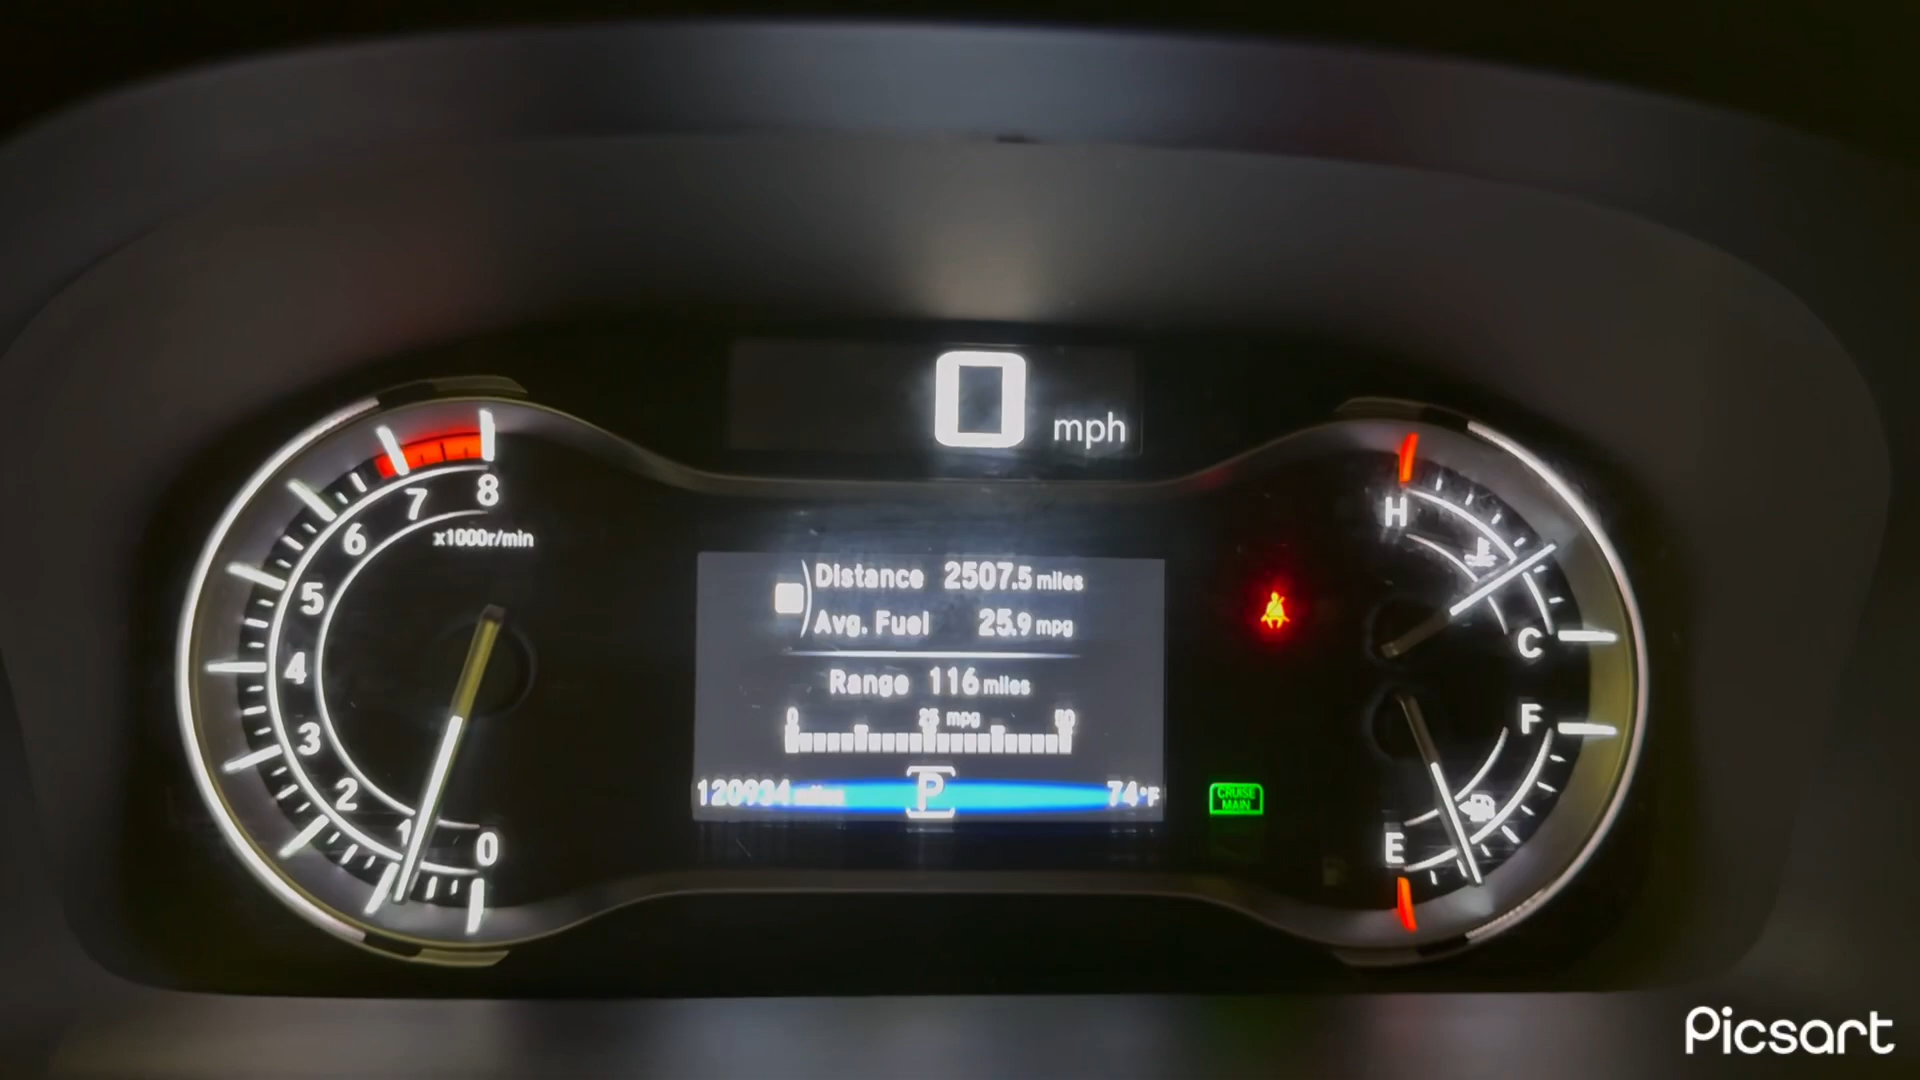 0 mph
8
7
x1000r/min
6
5
4
3
2
1
0
Distance 2507.5 miles
Avg. Fuel 25.9 mpg
Range 116 miles
0 25 mpg 50
120934 miles P 74°F
CRUISE
MAIN
H
C
F
E
Picsart